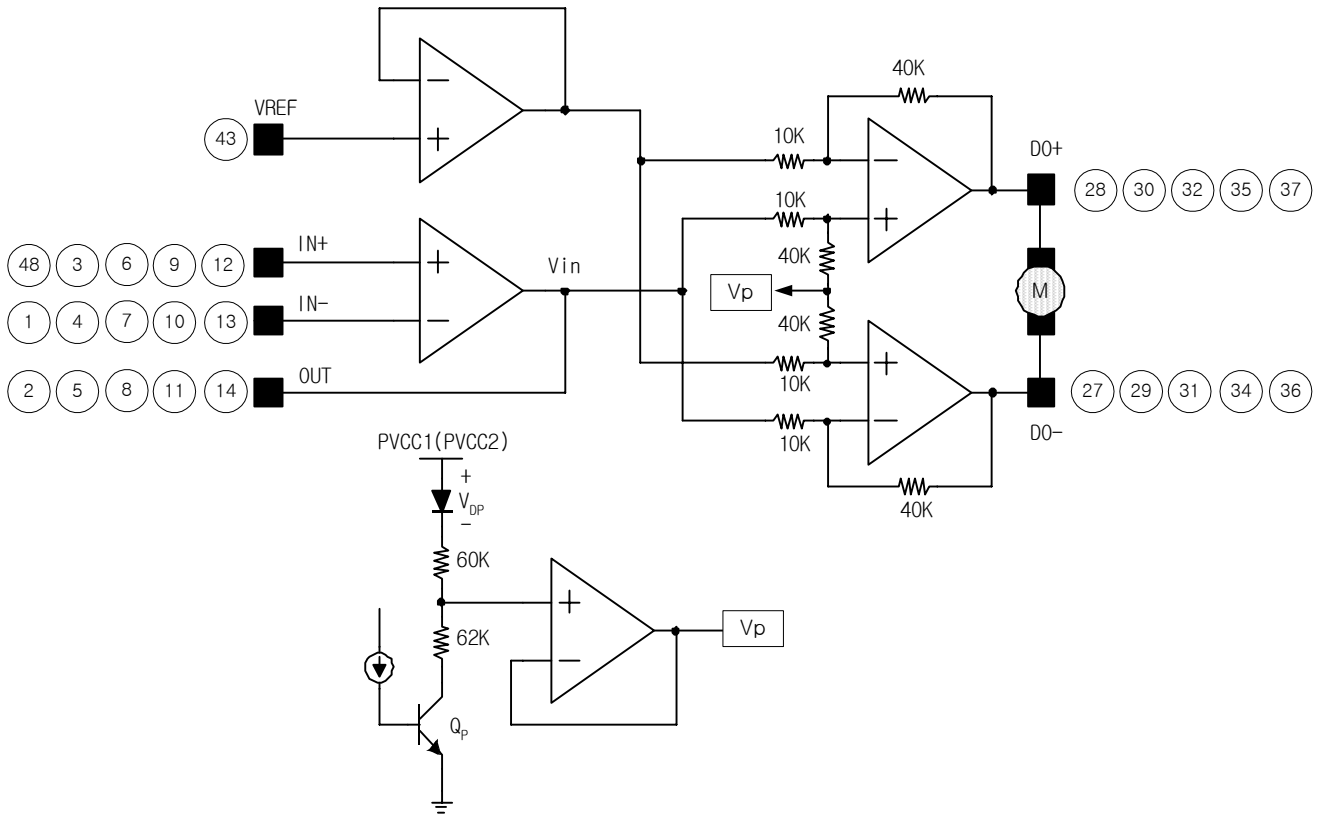 40K
VREF
43
10K
DO+
28 30 32 35 37
10K
IN+
48 3 6 9 12
40K
Vin
Vp
M
IN-
1 4 7 10 13
40K
OUT
10K
2 5 8 11 14
27 29 31 34 36
DO-
10K
PVCC1(PVCC2)
+
VDP
-
40K
60K
Vp
62K
QP